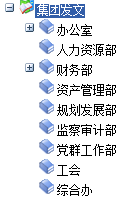 集团发文
办公室
人力资源部
财务部
资产管理部
规划发展部
监察审计部
党群工作部
工会
综合办